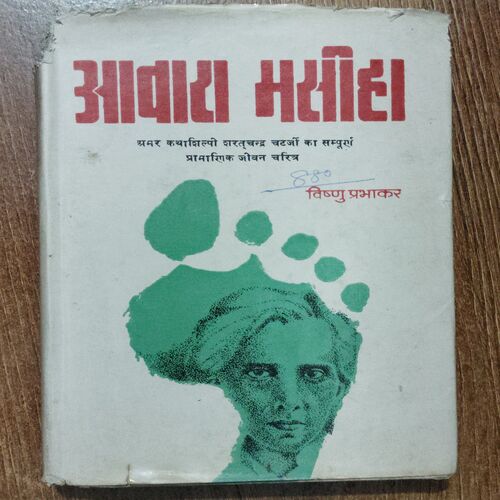 आवारा मसीहा
अमर कथाशिल्पी शरत्चन्द्र चटर्जी का सम्पूर्ण
प्रामाणिक जीवन चरित्र
विष्णु प्रभाकर